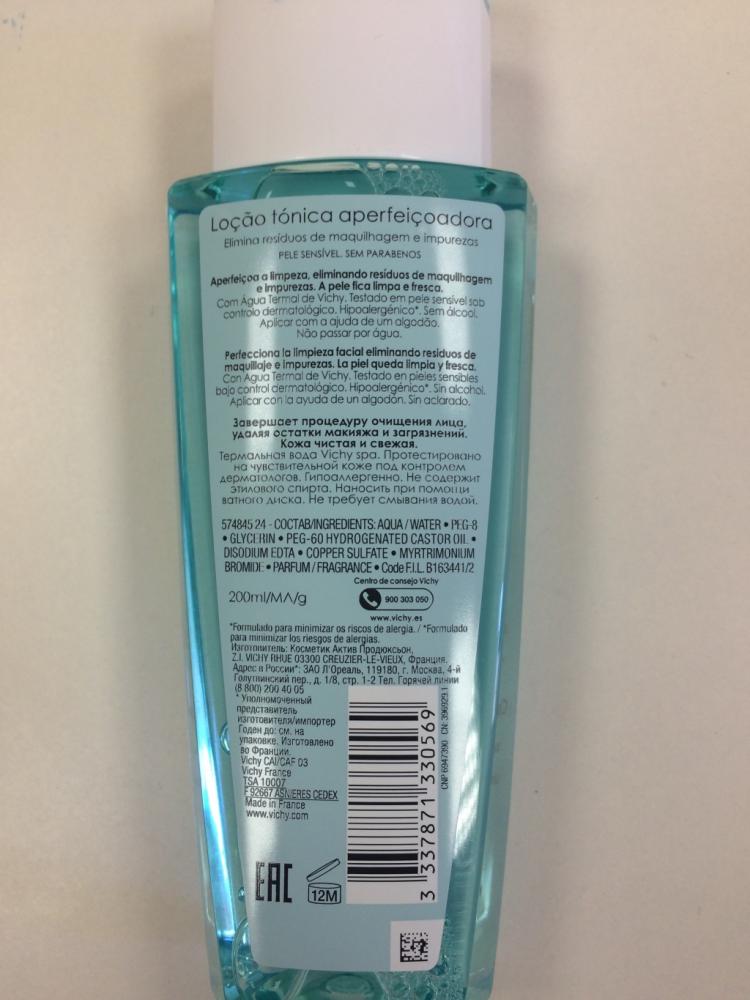 Loção tónica aperfeiçoadora
Elimina resíduos de maquilhagem e impurezas
PELE SENSÍVEL. SEM PARABENOS
Aperfeiçoa a limpeza, eliminando resíduos de maquilhagem
e impurezas. A pele fica limpa e fresca.
Com Água Termal de Vichy. Testado em pele sensível sob
controlo dermatológico. Hipoalergénico*. Sem álcool.
Aplicar com a ajuda de um algodão.
Não passar por água.
Perfecciona la limpieza facial eliminando residuos de
maquillaje e impurezas. La piel queda limpia y fresca.
Con Agua Termal de Vichy. Testado en pieles sensibles
bajo control dermatológico. Hipoalergénico*. Sin alcohol.
Aplicar con la ayuda de un algodón. Sin aclarado.
Завершает процедуру очищения лица,
удаляя остатки макияжа и загрязнений.
Кожа чистая и свежая.
Термальная вода Vichy spa. Протестировано
на чувствительной коже под контролем
дерматологов. Гипоаллергенно. Не содержит
этилового спирта. Наносить при помощи
ватного диска. Не требует смывания водой.
574845 24 - СОСТАВ/INGREDIENTS: AQUA / WATER • PEG-8
• GLYCERIN • PEG-60 HYDROGENATED CASTOR OIL •
DISODIUM EDTA • COPPER SULFATE • MYRTRIMONIUM
BROMIDE • PARFUM / FRAGRANCE • Code F.I.L. B163441/2
Centro de consejo Vichy
200ml/МЛ/g
900 303 050
www.vichy.es
*Formulado para minimizar os riscos de alergia. / *Formulado
para minimizar los riesgos de alergias.
Изготовитель: Косметик Актив Продюксьон,
Z.I. VICHY RHUE 03300 CREUZIER-LE-VIEUX, Франция.
Адрес в России*: ЗАО Л'Ореаль, 119180, г. Москва, 4-й
Голутвинский пер., д. 1/8, стр. 1-2 Тел. Горячей линии
(8 800) 200 40 05
* Уполномоченный
представитель
изготовителя/импортер
Годен до: см. на
упаковке. Изготовлено
во Франции.
Vichy CAI/CAF 03
Vichy France
TSA 10007
F 92667 ASNIERES CEDEX
Made in France
www.vichy.com
CNP 6947390 CN: 396929.1
3 337871 330569
EAC
12M